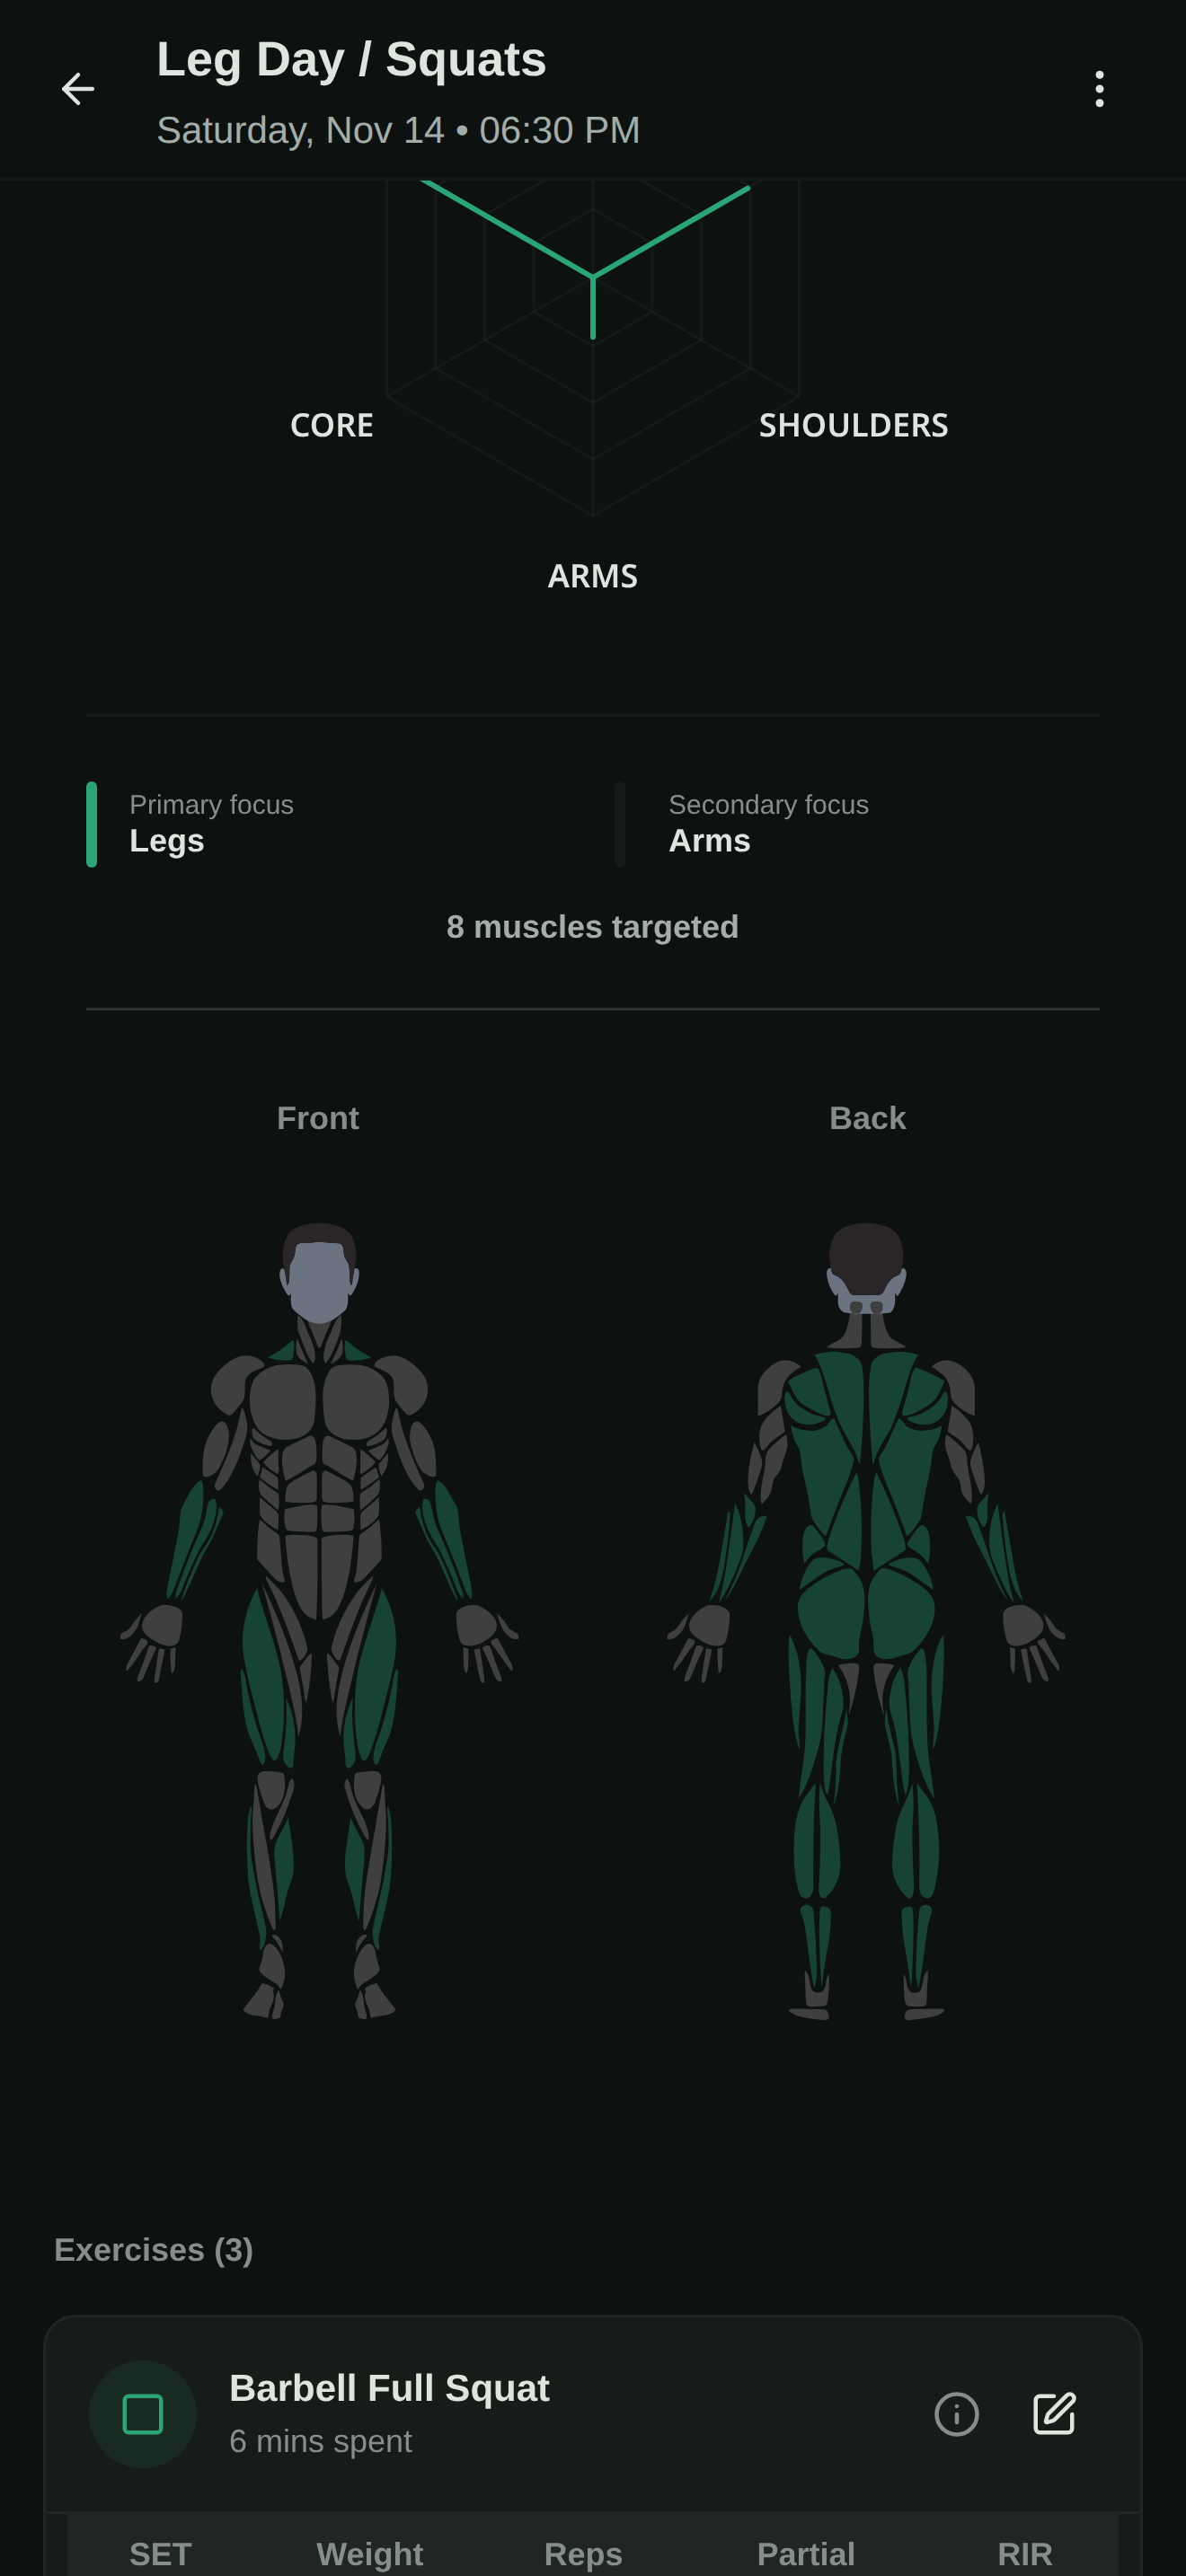 Leg Day / Squats
Saturday, Nov 14 • 06:30 PM
CORE
SHOULDERS
ARMS
Primary focus
Legs
Secondary focus
Arms
8 muscles targeted
Front
Back
Exercises (3)
Barbell Full Squat
6 mins spent
SET Weight Reps Partial RIR